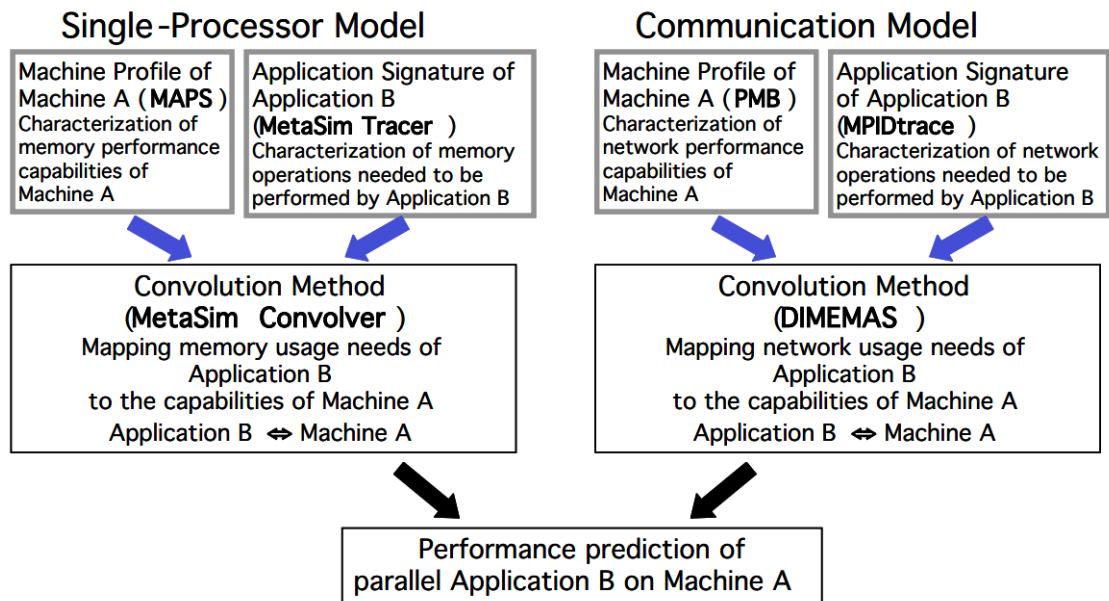 Single-Processor Model
Machine Profile of
Machine A (MAPS)
Characterization of
memory performance
capabilities of
Machine A
Application Signature of
Application B
(MetaSim Tracer )
Characterization of memory
operations needed to be
performed by Application B
Convolution Method
(MetaSim Convolver )
Mapping memory usage needs of
Application B
to the capabilities of Machine A
Application B ⇔ Machine A
Communication Model
Machine Profile of
Machine A (PMB)
Characterization of
network performance
capabilities of
Machine A
Application Signature
of Application B
(MPIDtrace )
Characterization of network
operations needed to be
performed by Application B
Convolution Method
(DIMEMAS )
Mapping network usage needs of
Application B
to the capabilities of Machine A
Application B ⇔ Machine A
Performance prediction of
parallel Application B on Machine A